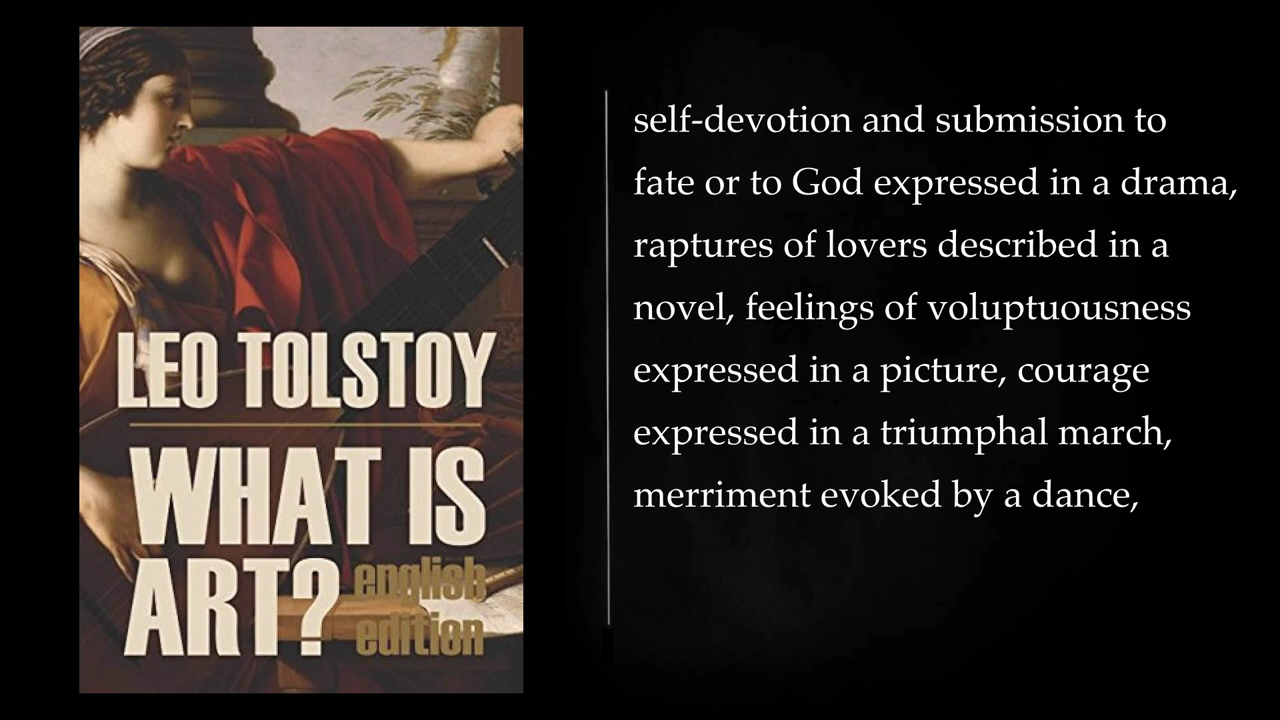 LEO TOLSTOY
WHAT IS
ART?
english
edition
self-devotion and submission to
fate or to God expressed in a drama,
raptures of lovers described in a
novel, feelings of voluptuousness
expressed in a picture, courage
expressed in a triumphal march,
merriment evoked by a dance,